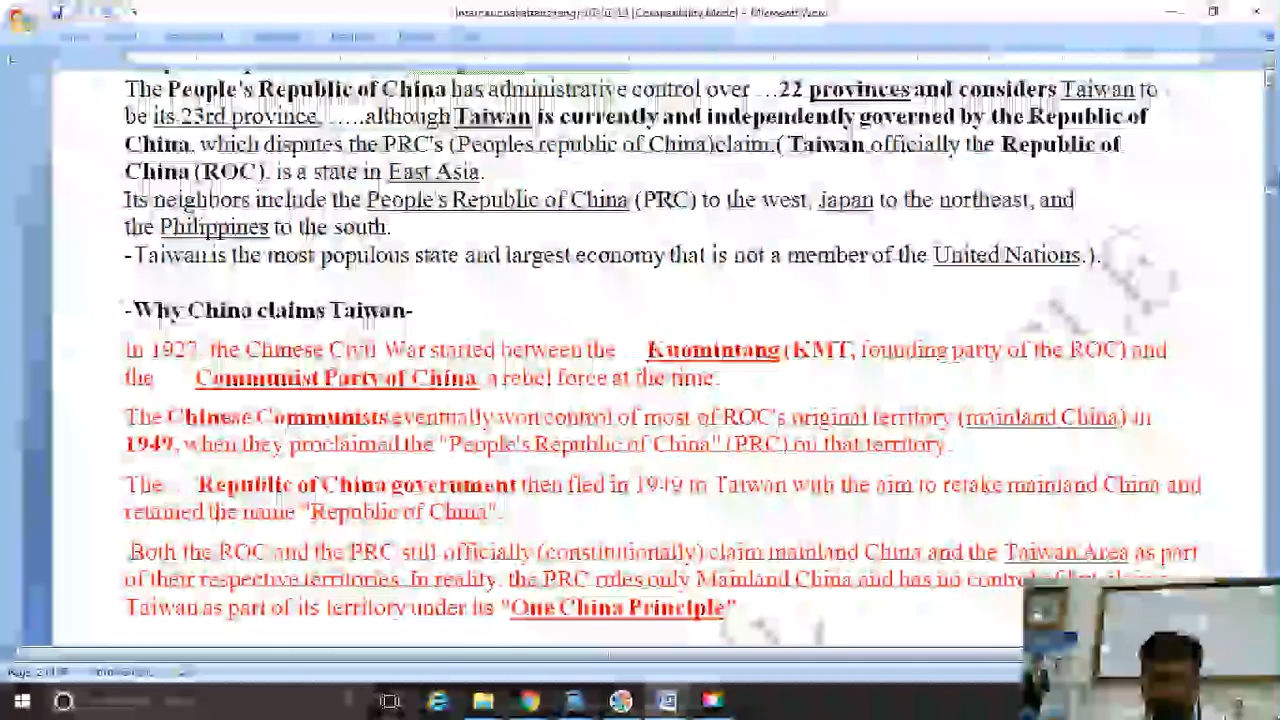 [Compatibility Mode] - Microsoft Word
The People's Republic of China has administrative control over ...22 provinces and considers Taiwan to
be its 23rd province, .....although Taiwan is currently and independently governed by the Republic of
China, which disputes the PRC's (Peoples republic of China)claim.( Taiwan officially the Republic of
China (ROC), is a state in East Asia.
Its neighbors include the People's Republic of China (PRC) to the west, Japan to the northeast, and
the Philippines to the south.
-Taiwan is the most populous state and largest economy that is not a member of the United Nations.).
-Why China claims Taiwan-
In 1927, the Chinese Civil War started between the Kuomintang (KMT, founding party of the ROC) and
the Communist Party of China, a rebel force at the time.
The Chinese Communists eventually won control of most of ROC's original territory (mainland China) in
1949, when they proclaimed the "People's Republic of China" (PRC) on that territory.
The Republic of China government then fled in 1949 to Taiwan with the aim to retake mainland China and
retained the name "Republic of China".
Both the ROC and the PRC still officially (constitutionally) claim mainland China and the Taiwan Area as part
of their respective territories. In reality, the PRC rules only Mainland China and has no control of
Taiwan as part of its territory under its "One China Principle"